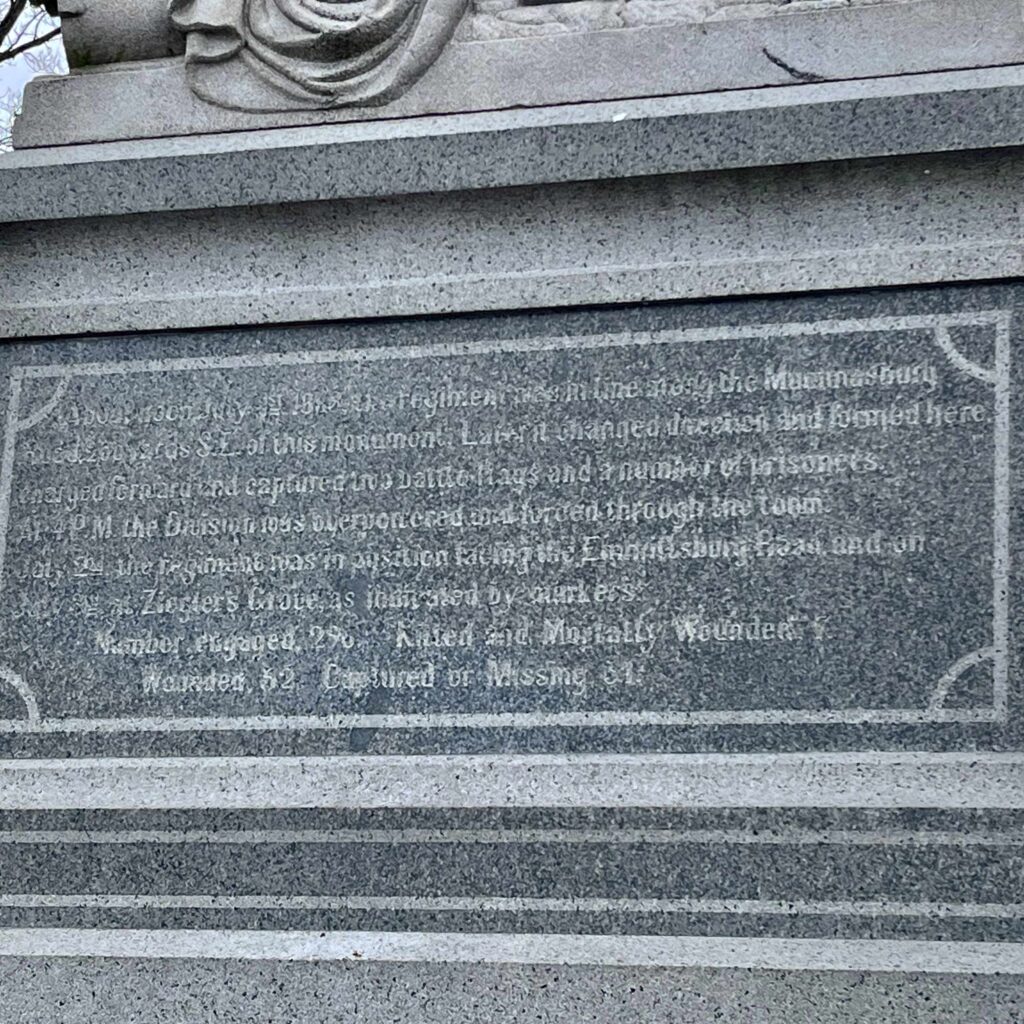 About noon July 1st 1863, regiment was in line along the Mummasburg
Road 200 yards S.E. of this monument. Later it changed direction and formed here
charged forward and captured two battle flags and a number of prisoners.
At 4 P.M. the Division was overpowered and forced through the town.
July 2nd the regiment was in position facing the Emmittsburg Road, and on
July 3rd at Ziegler's Grove, as indicated by markers.
Number engaged, 296. Killed and Mortally Wounded
Wounded, 52. Captured or Missing, 51.